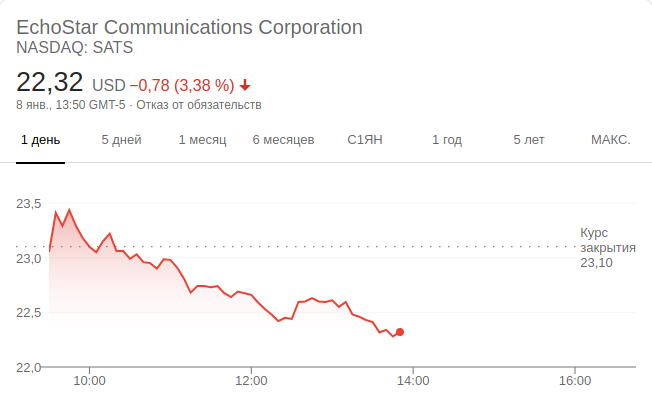 EchoStar Communications Corporation
NASDAQ: SATS
22,32 USD −0,78 (3,38 %)
8 янв., 13:50 GMT-5 · Отказ от обязательств
1 день 5 дней 1 месяц 6 месяцев С1ЯН 1 год 5 лет МАКС.
23,5
Курс
закрытия
23,10
23,0
22,5
22,0
10:00 12:00 14:00 16:00